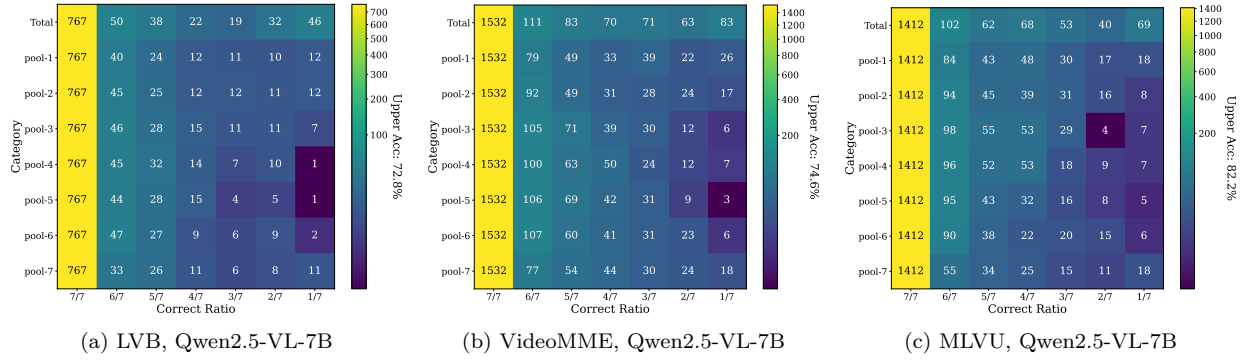 Total 767 50 38 22 19 32 46
pool-1 767 40 24 12 11 10 12
pool-2 767 45 25 12 12 11 12
pool-3 767 46 28 15 11 11 7
pool-4 767 45 32 14 7 10 1
pool-5 767 44 28 15 4 5 1
pool-6 767 47 27 9 6 9 2
pool-7 767 33 26 11 6 8 11
7/7 6/7 5/7 4/7 3/7 2/7 1/7
Correct Ratio
Category
700
600
500
400
300
200
100
Upper Acc: 72.8%
(a) LVB, Qwen2.5-VL-7B
Total 1532 111 83 70 71 63 83
pool-1 1532 79 49 33 39 22 26
pool-2 1532 92 49 31 28 24 17
pool-3 1532 105 71 39 30 12 6
pool-4 1532 100 63 50 24 12 7
pool-5 1532 106 69 42 31 9 3
pool-6 1532 107 60 41 31 23 6
pool-7 1532 77 54 44 30 24 18
7/7 6/7 5/7 4/7 3/7 2/7 1/7
Correct Ratio
Category
1400
1200
1000
800
600
400
200
Upper Acc: 74.6%
(b) VideoMME, Qwen2.5-VL-7B
Total 1412 102 62 68 53 40 69
pool-1 1412 84 43 48 30 17 18
pool-2 1412 94 45 39 31 16 8
pool-3 1412 98 55 53 29 4 7
pool-4 1412 96 52 53 18 9 7
pool-5 1412 95 43 32 16 8 5
pool-6 1412 90 38 22 20 15 6
pool-7 1412 55 34 25 15 11 18
7/7 6/7 5/7 4/7 3/7 2/7 1/7
Correct Ratio
Category
1400
1200
1000
800
600
400
200
Upper Acc: 82.2%
(c) MLVU, Qwen2.5-VL-7B